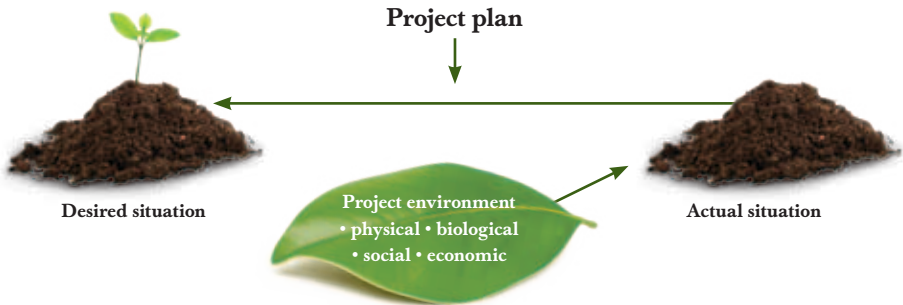 Project plan
Desired situation
Project environment
• physical • biological
• social • economic
Actual situation